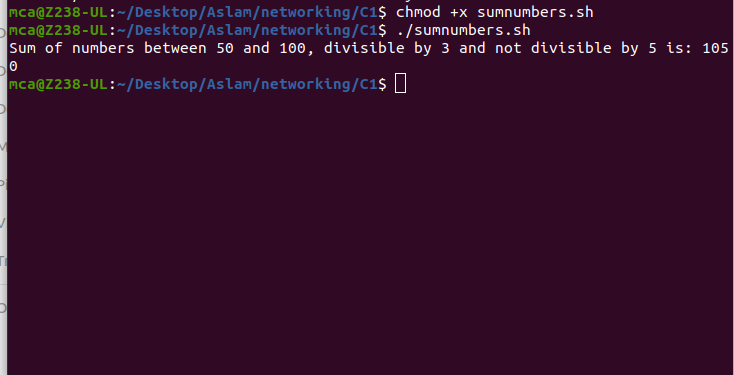 mca@Z238-UL:~/Desktop/Aslam/networking/C1$ chmod +x sumnumbers.sh
mca@Z238-UL:~/Desktop/Aslam/networking/C1$ ./sumnumbers.sh
Sum of numbers between 50 and 100, divisible by 3 and not divisible by 5 is: 105
0
mca@Z238-UL:~/Desktop/Aslam/networking/C1$